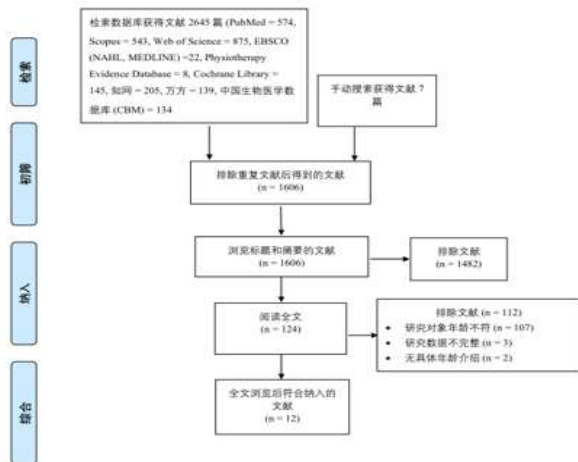 检索
检索数据库获得文献 2645 篇 (PubMed = 574,
Scopus = 543, Web of Science = 875, EBSCO
(NAHL, MEDLINE) =22, Physiotherapy
Evidence Database = 8, Cochrane Library =
145, 知网 = 205, 万方 = 139, 中国生物医学数
据库 (CBM) = 134
手动搜索获得文献 7
篇
初筛
排除重复文献后得到的文献
(n = 1606)
纳入
浏览标题和摘要的文献
(n = 1606)
排除文献
(n = 1482)
阅读全文
(n = 124)
排除文献 (n = 112)
• 研究对象年龄不符 (n = 107)
• 研究数据不完整 (n = 3)
• 无具体年龄介绍 (n = 2)
综合
全文浏览后符合纳入的
文献
(n = 12)